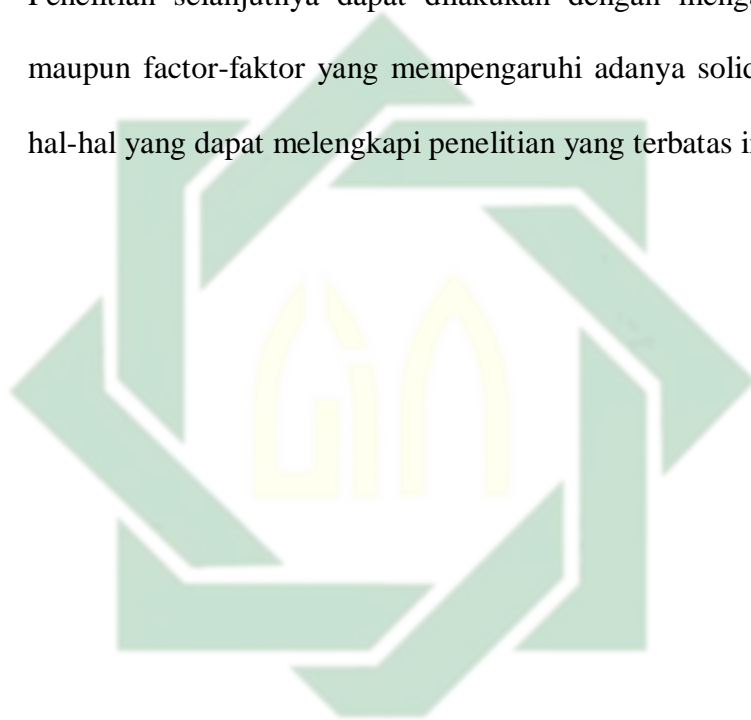 Penelitian selanjutnya dapat dilakukan dengan
maupun factor-faktor yang mempengaruhi adanya
hal-hal yang dapat melengkapi penelitian yang terbatas
uin